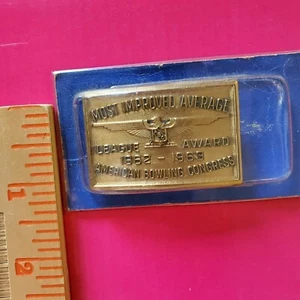 MOST IMPROVED AVERAGE
LEAGUE AWARD
1962 - 1963
AMERICAN BOWLING CONGRESS
1
2